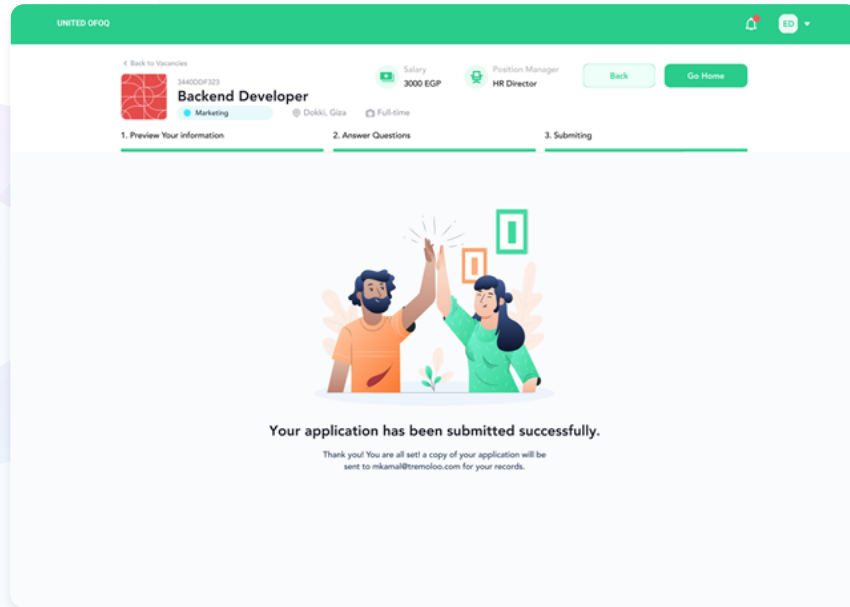 UNITED OFOQ
ED
< Back to Vacancies
3440DDF323
Backend Developer
Marketing
Dokki, Giza
Full-time
Salary
3000 EGP
Position Manager
HR Director
Back
Go Home
1. Preview Your information
2. Answer Questions
3. Submiting
Your application has been submitted successfully.
Thank you! You are all set! a copy of your application will be
sent to mkamal@tremoloo.com for your records.